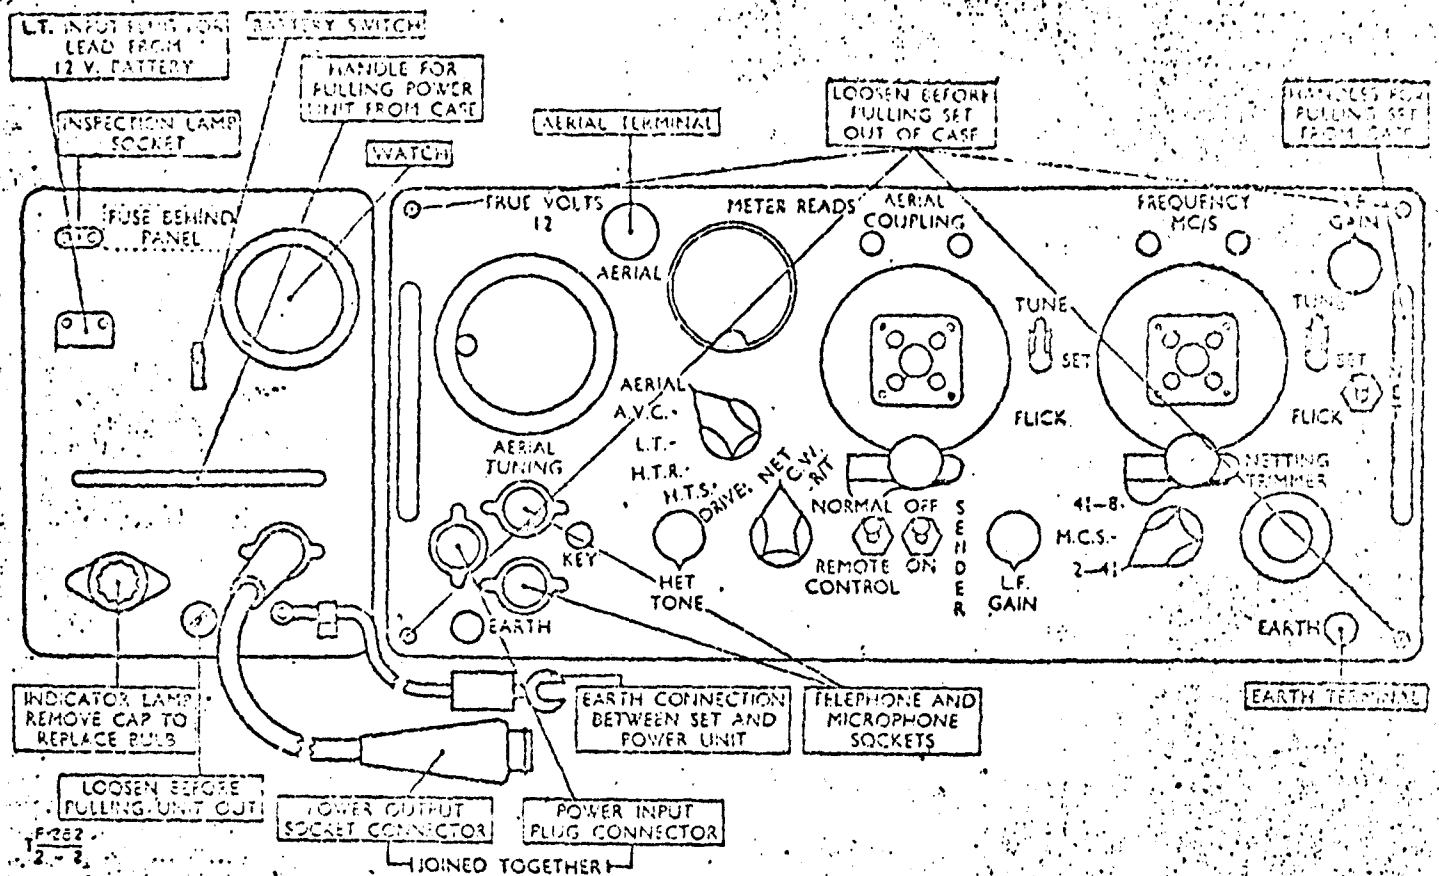 L.T. INPUT PLUG FOR
LEAD FROM
12 V. BATTERY
BATTERY SWITCH
HANDLE FOR
PULLING POWER
UNIT FROM CASE
INSPECTION LAMP
SOCKET
WATCH
AERIAL TERMINAL
LOOSEN BEFORE
PULLING SET
OUT OF CASE
HANDLES FOR
PULLING SET
FROM CASE
FUSE BEHIND
PANEL
TRUE VOLTS
12
AERIAL
METER READS
AERIAL
COUPLING
FREQUENCY
MC/S
GAIN
TUNE
SET
FLICK
TUNE
SET
FLICK
AERIAL
TUNING
AERIAL
A.V.C.-
L.T.-
H.T.R.-
H.T.S.-
DRIVE-
NET
C.W.
R/T
KEY
HET
TONE
NORMAL OFF
REMOTE ON
CONTROL
SENDER
L.F.
GAIN
4½-8-
M.C.S.-
2-4½
NETTING
TRIMMER
EARTH
EARTH
INDICATOR LAMP
REMOVE CAP TO
REPLACE BULB
EARTH CONNECTION
BETWEEN SET AND
POWER UNIT
TELEPHONE AND
MICROPHONE
SOCKETS
EARTH TERMINAL
LOOSEN BEFORE
PULLING UNIT OUT
POWER OUTPUT
SOCKET CONNECTOR
POWER INPUT
PLUG CONNECTOR
JOINED TOGETHER
T F 282
2 - 2